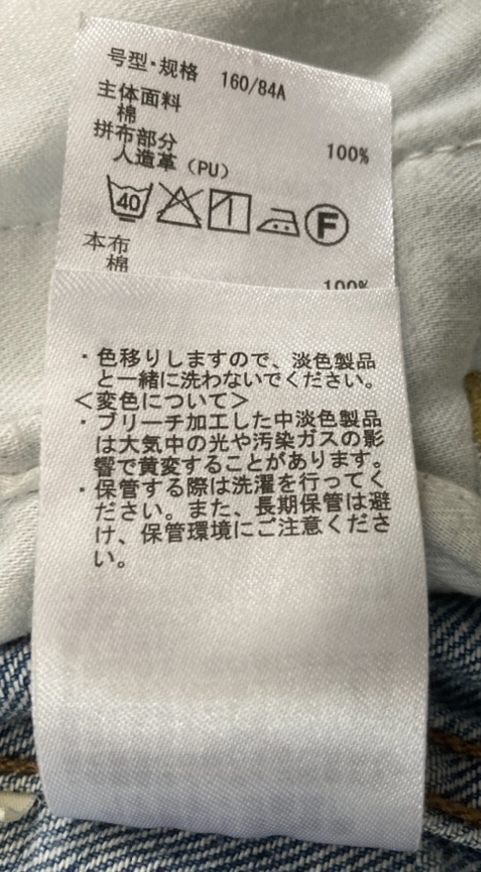 号型·规格 160/84A
主体面料
棉 100%
拼布部分
人造革（PU）
40 F
本布
棉 100%
・色移りしますので、淡色製品
と一緒に洗わないでください。
＜変色について＞
・ブリーチ加工した中淡色製品
は大気中の光や汚染ガスの影
響で黄変することがあります。
・保管する際は洗濯を行ってく
ださい。また、長期保管は避
け、保管環境にご注意くださ
い。